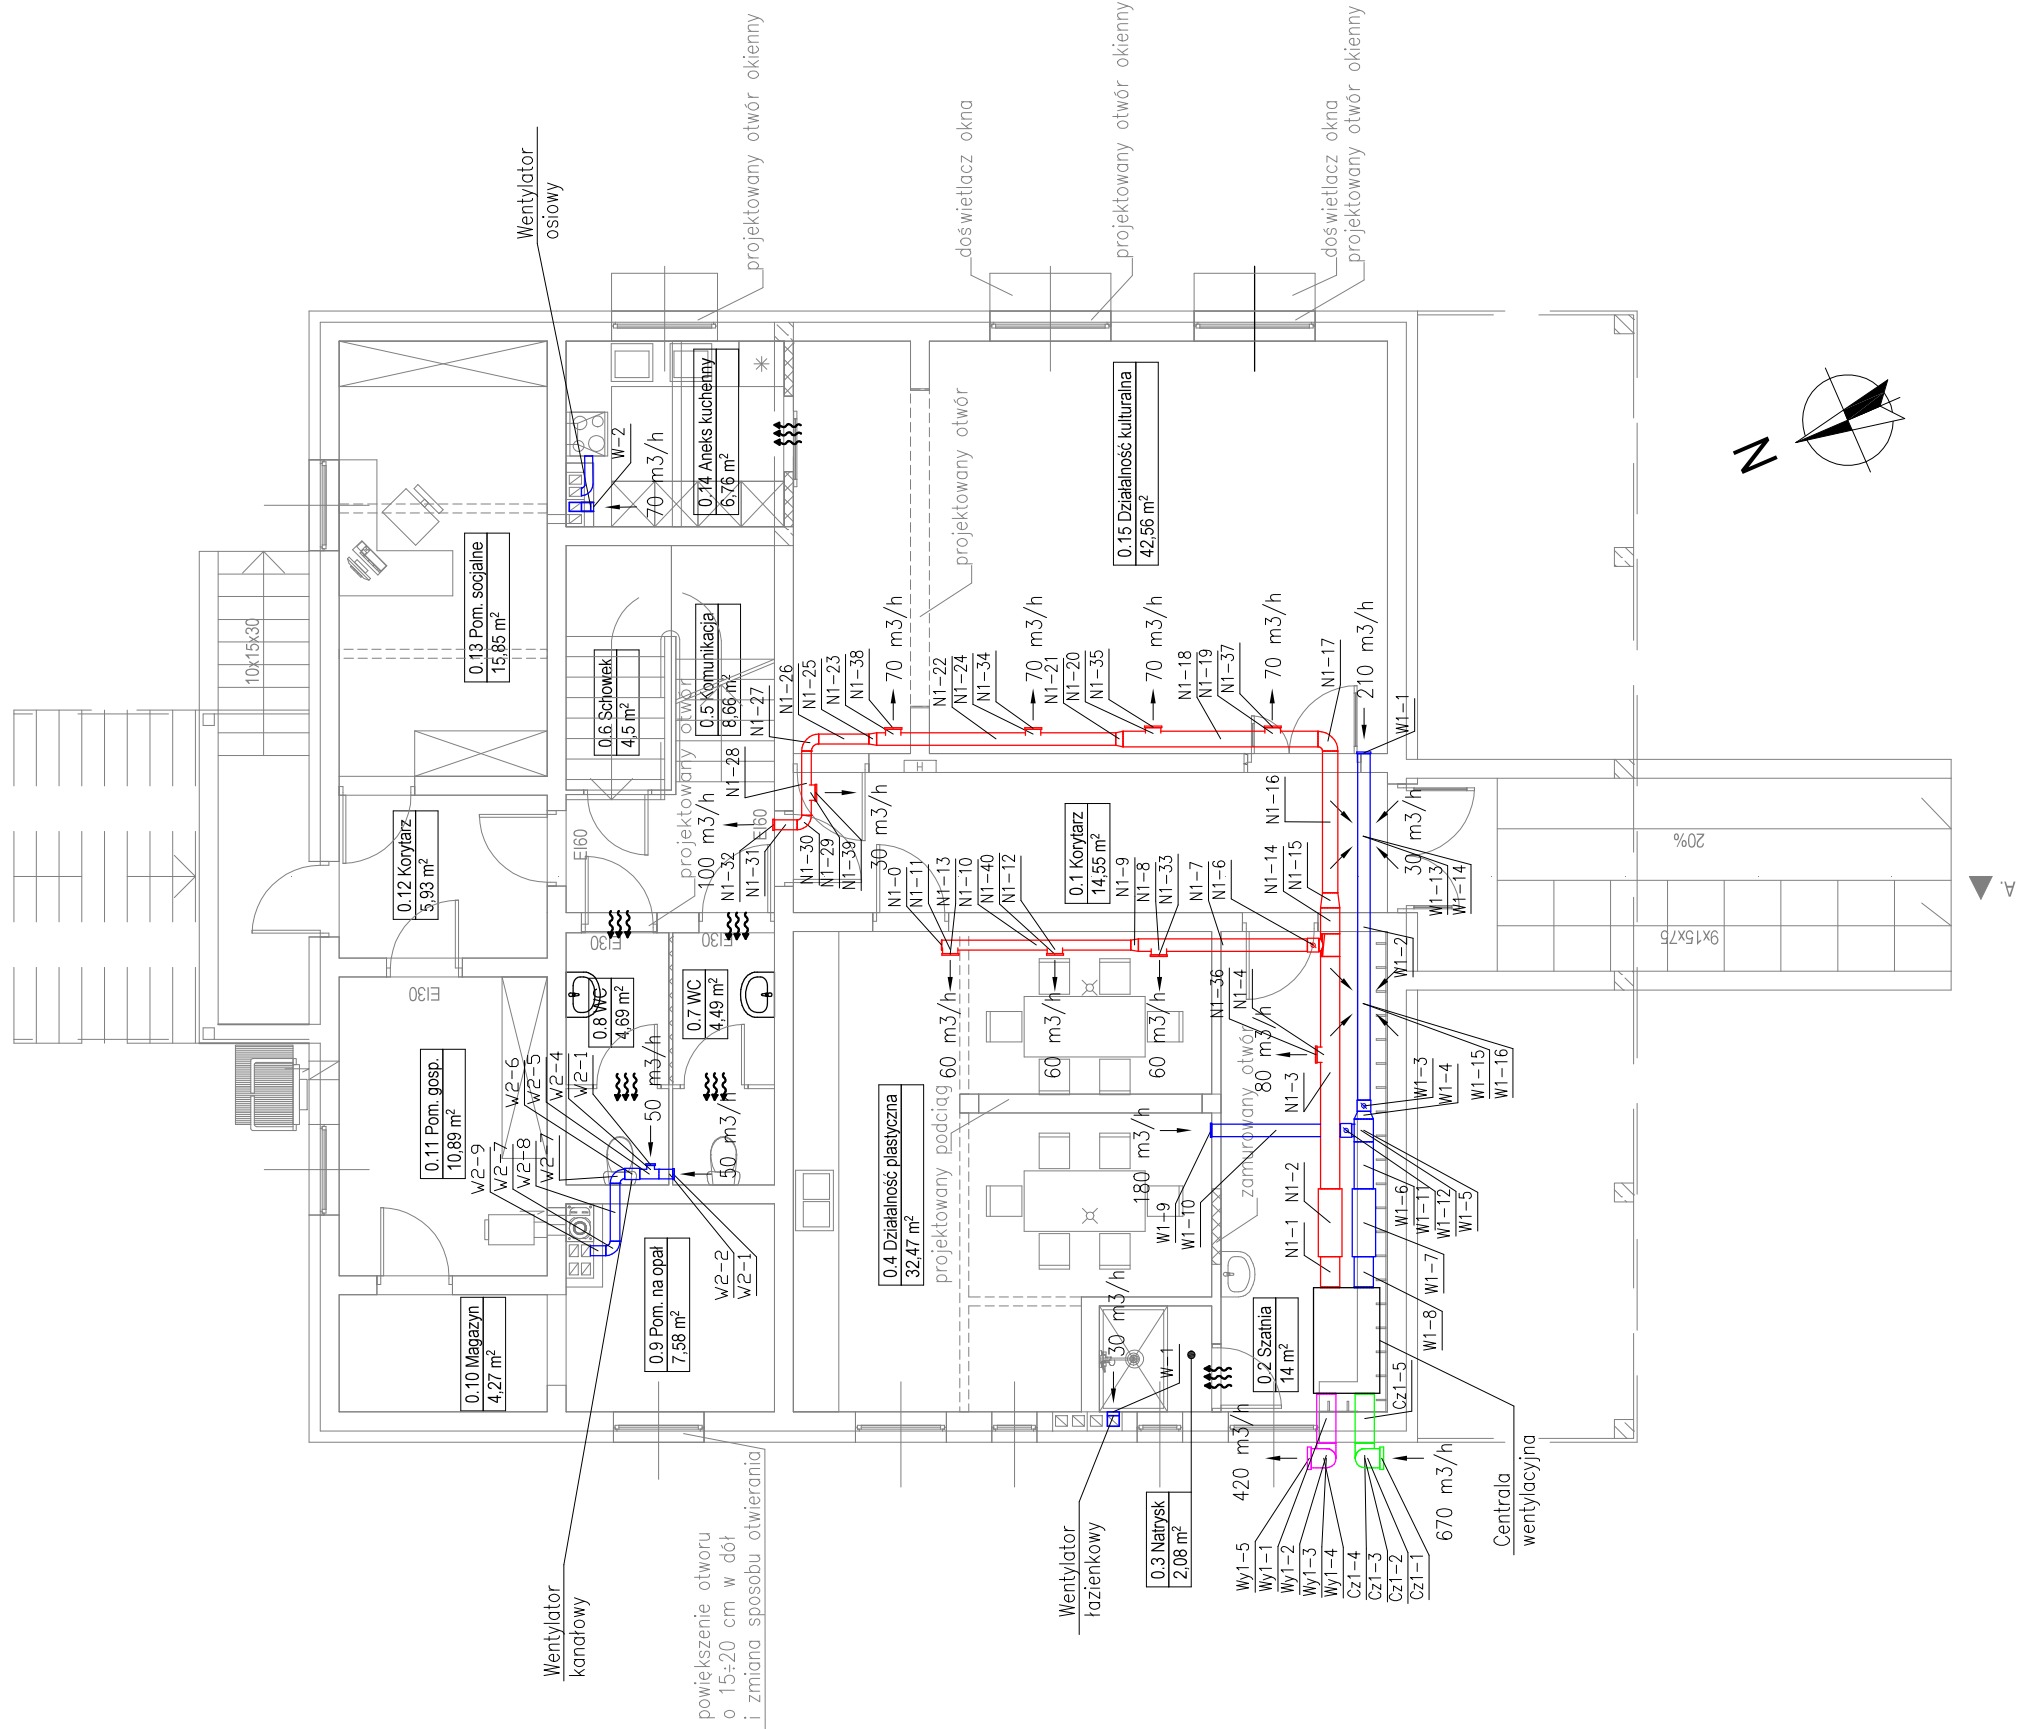 Wentylator
osiowy
projektowany otwór okienny
doświetlacz okna
projektowany otwór okienny
doświetlacz okna
projektowany otwór okienny
10x15x30
0.13 Pom. socjalne
15,85 m²
0.14 Aneks kuchenny
6,76 m²
W-2
70 m3/h
projektowany otwór
0.15 Działalność kulturalna
42,56 m²
N
0.6 Schowek
4,5 m²
0.5 Komunikacja
8,66 m²
projektowany otwór
N1-28
N1-27
N1-26
N1-25
N1-23
N1-38
70 m3/h
N1-22
N1-24
N1-34
70 m3/h
N1-21
N1-20
N1-35
70 m3/h
N1-18
N1-19
N1-37
70 m3/h
N1-17
210 m3/h
W1-1
0.12 Korytarz
5,93 m²
EI60
EI60
100 m3/h
N1-32
N1-31
N1-30
N1-29
N1-39
30 m3/h
N1-0
N1-11
N1-13
N1-10
N1-40
N1-12
0.1 Korytarz
14,55 m²
N1-9
N1-8
N1-33
N1-7
N1-6
N1-14
N1-15
N1-16
30 m3/h
W1-13
W1-14
20%
9x15x75
A.
EI30
EI30
EI30
0.8 WC
4,69 m²
0.7 WC
4,49 m²
0.11 Pom. gosp.
10,89 m²
W2-9
W2-7
W2-8
W2-7
W2-6
W2-5
W2-4
W2-1
50 m3/h
50 m3/h
W2-2
W2-1
0.4 Działalność plastyczna
32,47 m²
projektowany podciąg
60 m3/h
60 m3/h
60 m3/h
180 m3/h
W1-9
W1-10
zamurowany otwór
N1-36
N1-4
80 m3/h
N1-3
N1-2
N1-1
W1-2
W1-3
W1-4
W1-15
W1-16
W1-6
W1-11
W1-12
W1-5
W1-7
W1-8
0.10 Magazyn
4,27 m²
0.9 Pom. na opał
7,58 m²
30 m3/h
W-1
0.2 Szatnia
14 m²
Cz1-5
420 m3/h
670 m3/h
Centrala
wentylacyjna
0.3 Natrysk
2,08 m²
Wy1-5
Wy1-1
Wy1-2
Wy1-3
Wy1-4
Cz1-4
Cz1-3
Cz1-2
Cz1-1
Wentylator
łazienkowy
Wentylator
kanałowy
powiększenie otworu
o 15÷20 cm w dół
i zmiana sposobu otwierania